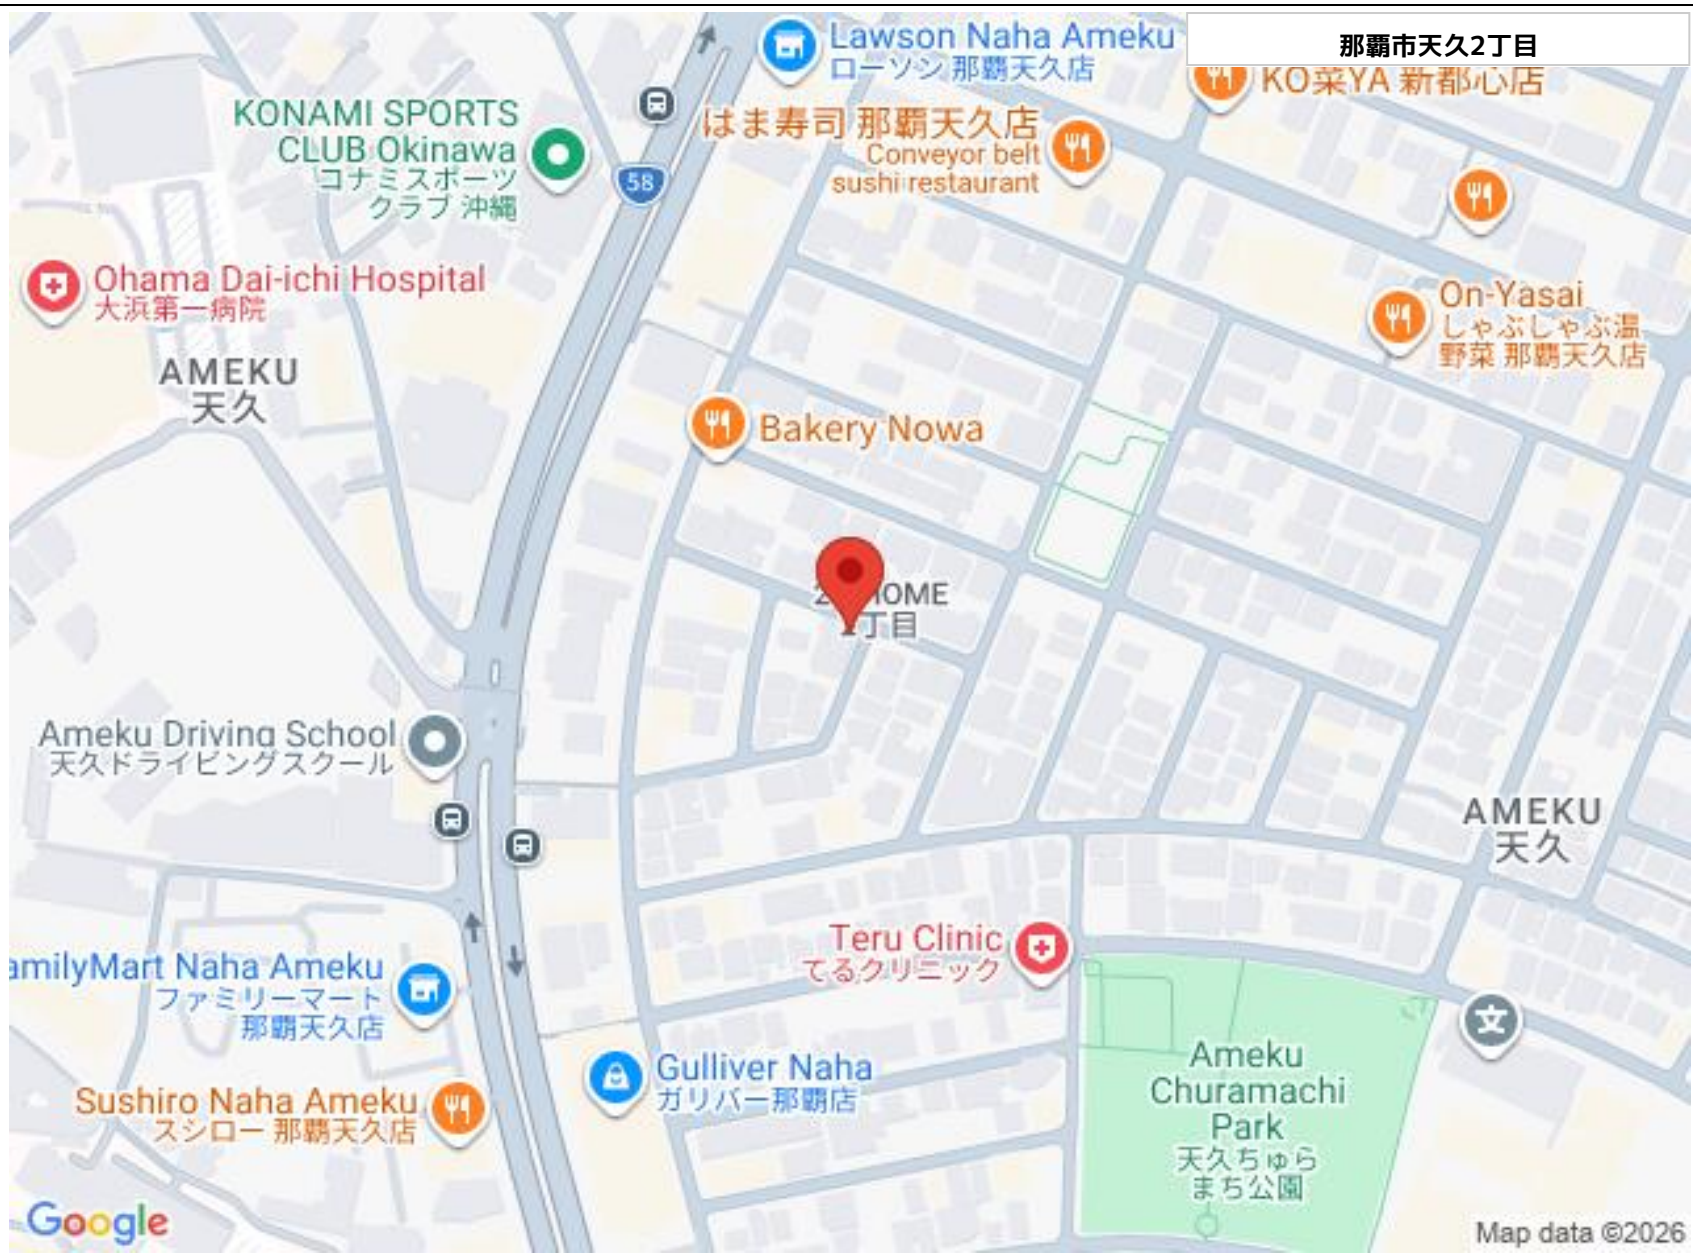 那覇市天久2丁目
Lawson Naha Ameku
ローソン 那覇天久店
KO菜YA 新都心店
KONAMI SPORTS
CLUB Okinawa
コナミスポーツ
クラブ 沖縄
58
はま寿司 那覇天久店
Conveyor belt
sushi restaurant
Ohama Dai-ichi Hospital
大浜第一病院
On-Yasai
しゃぶしゃぶ温
野菜 那覇天久店
AMEKU
天久
Bakery Nowa
丁目
Ameku Driving School
天久ドライビングスクール
AMEKU
天久
Teru Clinic
てるクリニック
amilyMart Naha Ameku
ファミリーマート
那覇天久店
文
Gulliver Naha
ガリバー那覇店
Ameku
Churamachi
Park
天久ちゅら
まち公園
Sushiro Naha Ameku
スシロー 那覇天久店
Google
Map data ©2026